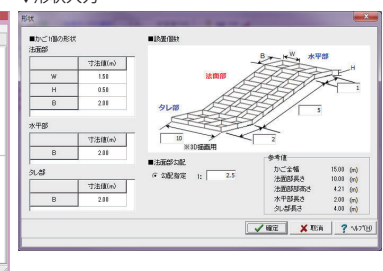 ▼形状入力
形状
■かご1個の形状
法面部
寸法値(m)
W 1.50
H 0.50
B 2.00
水平部
寸法値(m)
B 2.00
タレ部
寸法値(m)
B 2.00
■設置個数
B W 水平部
H
法面部
1
タレ部
5
10
2
※3D描画用
■法面部勾配
勾配指定 1: 2.5
参考値
かご全幅 15.00 (m)
法面部長さ 10.00 (m)
法面部高さ 4.21 (m)
水平部長さ 2.00 (m)
タレ部長さ 4.00 (m)
確定
取消
? ヘルプ(H)